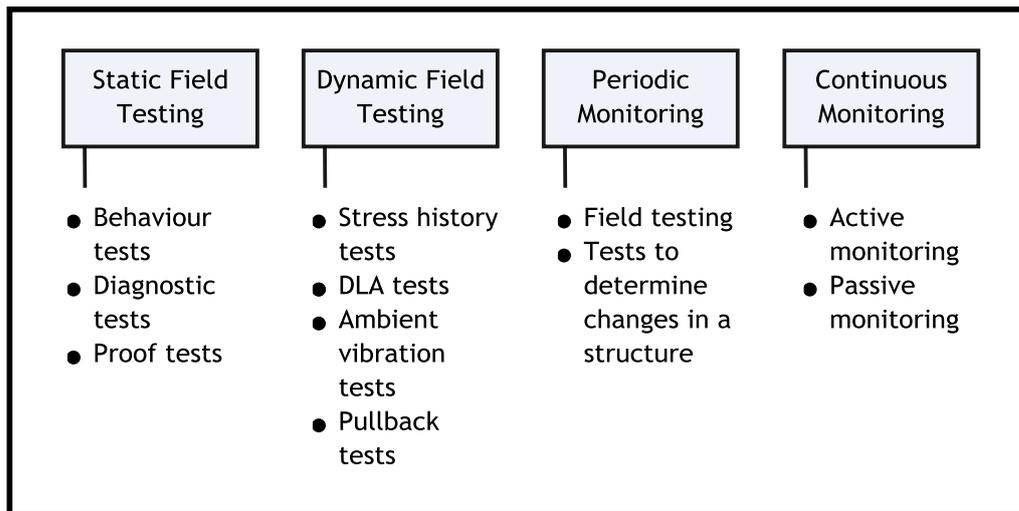 Static Field
Testing
Behaviour
tests
Diagnostic
tests
Proof tests
Dynamic Field
Testing
Stress history
tests
DLA tests
Ambient
vibration
tests
Pullback
tests
Periodic
Monitoring
Field testing
Tests to
determine
changes in a
structure
Continuous
Monitoring
Active
monitoring
Passive
monitoring